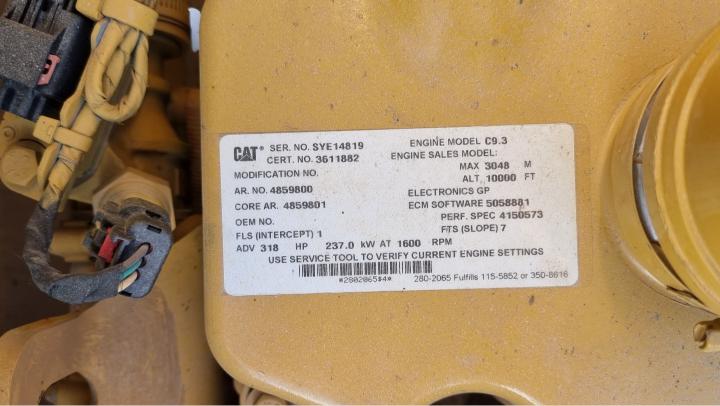 CAT® SER. NO. SYE14819 ENGINE MODEL C9.3
CERT. NO. 3611882 ENGINE SALES MODEL:
MODIFICATION NO. MAX 3048 M
ALT. 10000 FT
AR. NO. 4859800 ELECTRONICS GP
CORE AR. 4859801 ECM SOFTWARE 5058881
OEM NO. PERF. SPEC 4150573
FLS (INTERCEPT) 1 F/TS (SLOPE) 7
ADV 318 HP 237.0 kW AT 1600 RPM
USE SERVICE TOOL TO VERIFY CURRENT ENGINE SETTINGS
*2802065$4* 280-2065 Fulfills 115-5852 or 350-8616